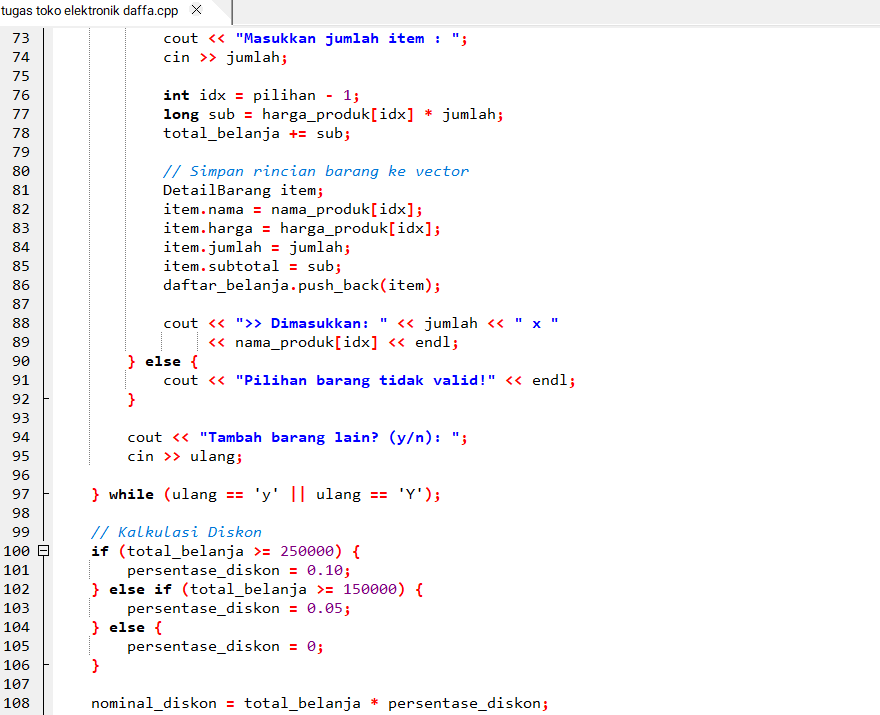 tugas toko elektronik daffa.cpp ×
73 cout << "Masukkan jumlah item : ";
74 cin >> jumlah;
75
76 int idx = pilihan - 1;
77 long sub = harga_produk[idx] * jumlah;
78 total_belanja += sub;
79
80 // Simpan rincian barang ke vector
81 DetailBarang item;
82 item.nama = nama_produk[idx];
83 item.harga = harga_produk[idx];
84 item.jumlah = jumlah;
85 item.subtotal = sub;
86 daftar_belanja.push_back(item);
87
88 cout << ">> Dimasukkan: " << jumlah << " x "
89 << nama_produk[idx] << endl;
90 } else {
91 cout << "Pilihan barang tidak valid!" << endl;
92 }
93
94 cout << "Tambah barang lain? (y/n): ";
95 cin >> ulang;
96
97 } while (ulang == 'y' || ulang == 'Y');
98
99 // Kalkulasi Diskon
100 if (total_belanja >= 250000) {
101 persentase_diskon = 0.10;
102 } else if (total_belanja >= 150000) {
103 persentase_diskon = 0.05;
104 } else {
105 persentase_diskon = 0;
106 }
107
108 nominal_diskon = total_belanja * persentase_diskon;